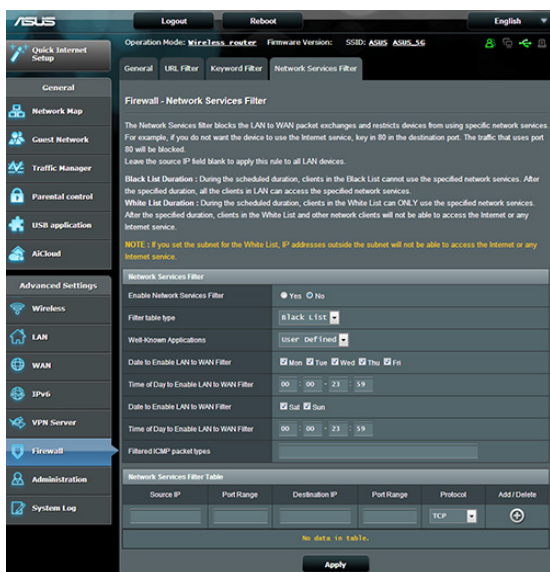 ASUS Logout Reboot English
Quick Internet Setup
Operation Mode: Wireless router Firmware Version: SSID: ASUS ASUS_5G
General URL Filter Keyword Filter Network Services Filter
General
Network Map
Guest Network
Traffic Manager
Parental control
USB application
AiCloud
Advanced Settings
Wireless
LAN
WAN
IPv6
VPN Server
Firewall
Administration
System Log
Firewall - Network Services Filter
The Network Services filter blocks the LAN to WAN packet exchanges and restricts devices from using specific network services.
For example, if you do not want the device to use the Internet service, key in 80 in the destination port. The traffic that uses port
80 will be blocked.
Leave the source IP field blank to apply this rule to all LAN devices.
Black List Duration : During the scheduled duration, clients in the Black List cannot use the specified network services. After
the specified duration, all the clients in LAN can access the specified network services.
White List Duration : During the scheduled duration, clients in the White List can ONLY use the specified network services.
After the specified duration, clients in the White List and other network clients will not be able to access the Internet or any
Internet service.
NOTE : If you set the subnet for the White List, IP addresses outside the subnet will not be able to access the Internet or any
Internet service.
Network Services Filter
Enable Network Services Filter Yes No
Filter table type Black List
Well-Known Applications User Defined
Date to Enable LAN to WAN Filter Mon Tue Wed Thu Fri
Time of Day to Enable LAN to WAN Filter 00 : 00 - 23 : 59
Date to Enable LAN to WAN Filter Sat Sun
Time of Day to Enable LAN to WAN Filter 00 : 00 - 23 : 59
Filtered ICMP packet types
Network Services Filter Table
Source IP Port Range Destination IP Port Range Protocol Add / Delete
TCP
No data in table.
Apply